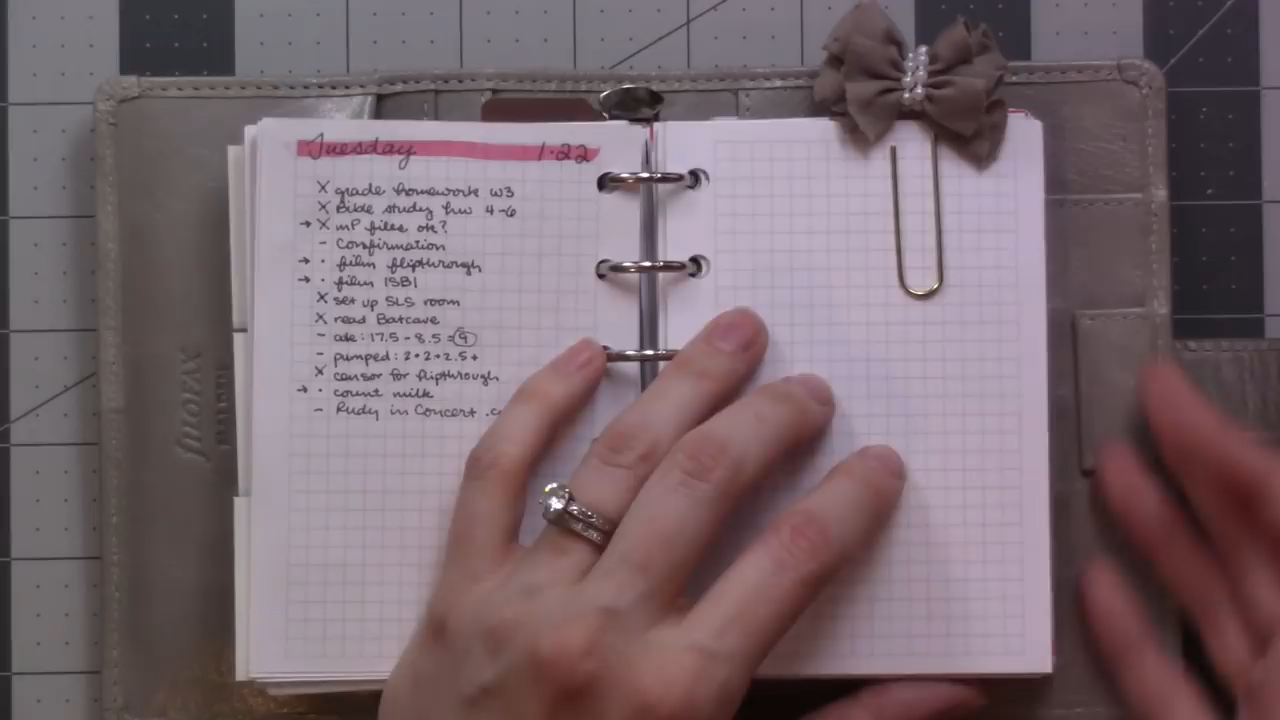 Tuesday 1.22
X grade homework W3
X Bible study hw 4-6
→ X MP files ok?
- Confirmation
→ · film flipthrough
→ · film ISBI
X set up SLS room
X read Batcave
- ate: 17.5 - 8.5 = 9
- pumped: 2+2+2.5+
X censor for flipthrough
→ · count milk
- Rudy in Concert .co
filofax